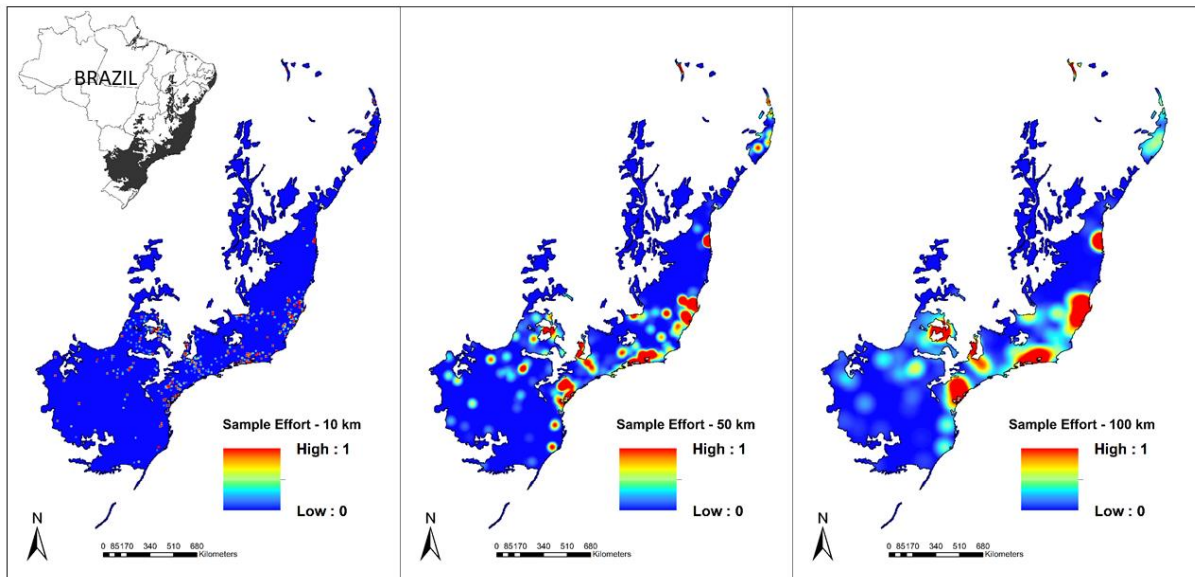 BRAZIL
Sample Effort - 10 km
High : 1
Low : 0
N
0 85170 340 510 680
Kilometers
Sample Effort - 50 km
High : 1
Low : 0
N
0 85170 340 510 680
Kilometers
Sample Effort - 100 km
High : 1
Low : 0
N
0 85170 340 510 680
Kilometers